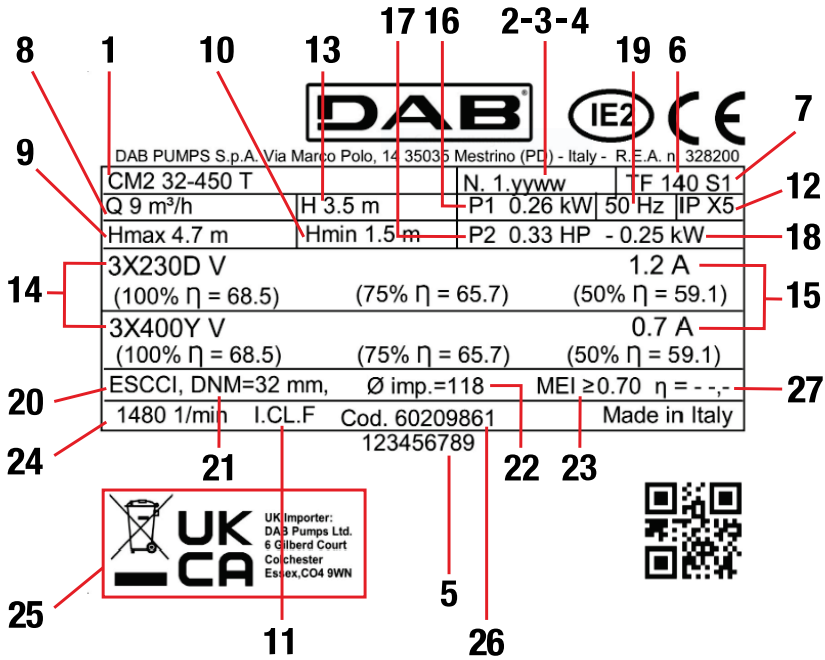 17 16 2-3-4
8 1 10 13 19 6
DAB IE2 CE
9 7
DAB PUMPS S.p.A. Via Marco Polo, 14 35035 Mestrino (PD) - Italy - R.E.A. n. 328200
CM2 32-450 T N. 1.yyww TF 140 S1
12
Q 9 m³/h H 3.5 m P1 0.26 kW 50 Hz IP X5
Hmax 4.7 m Hmin 1.5 m P2 0.33 HP - 0.25 kW 18
3X230D V 1.2 A
14 (100% η = 68.5) (75% η = 65.7) (50% η = 59.1) 15
3X400Y V 0.7 A
(100% η = 68.5) (75% η = 65.7) (50% η = 59.1)
20 ESCCI, DNM=32 mm, Ø imp.=118 MEI ≥0.70 η = - -,- 27
1480 1/min I.CL.F Cod. 60209861 Made in Italy
24 21 123456789 22 23
UK
CA
UK Importer:
DAB Pumps Ltd.
6 Gilberd Court
Colchester
Essex,CO4 9WN
25 11 5 26